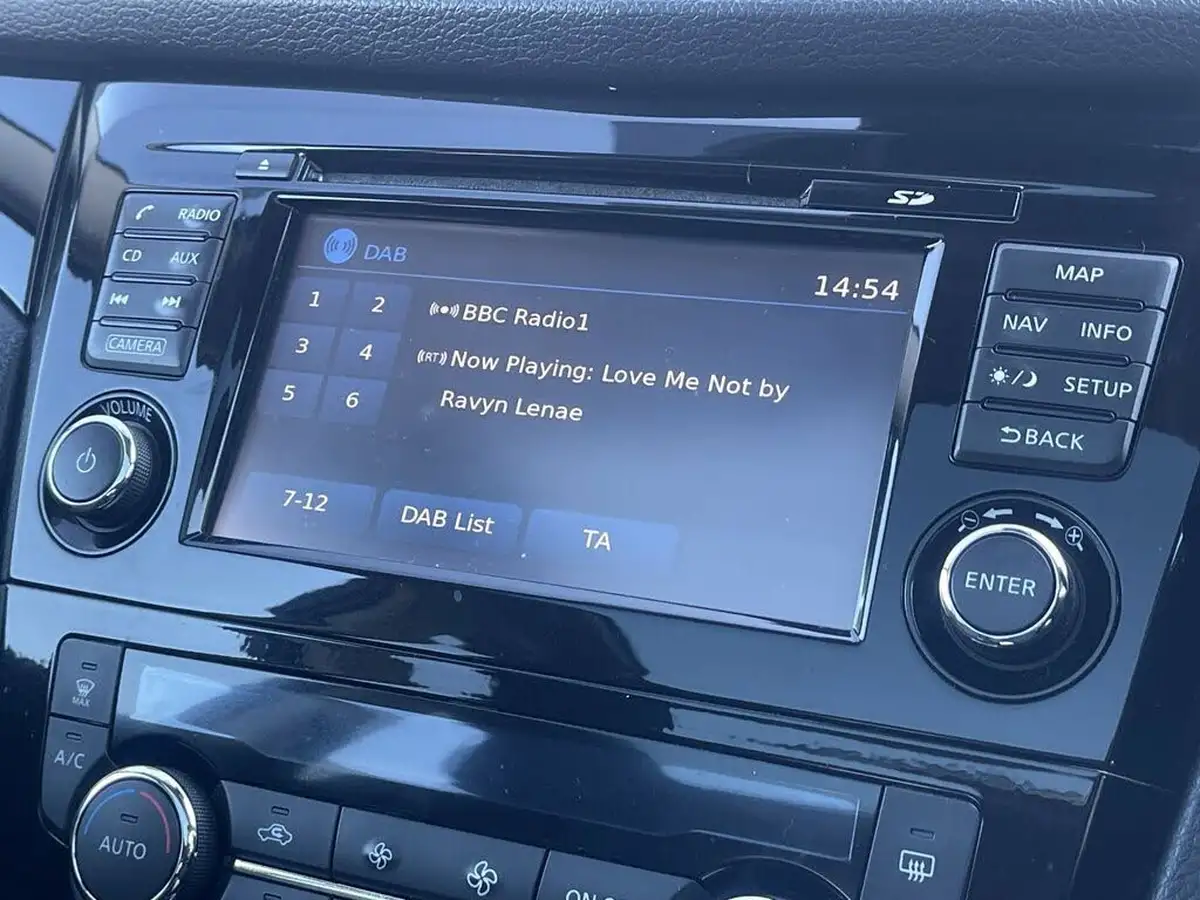 SD
RADIO
CD AUX
CAMERA
VOLUME
DAB
14:54
1 2
3 4
5 6
BBC Radio1
(RT) Now Playing: Love Me Not by
Ravyn Lenae
7-12 DAB List TA
MAP
NAV INFO
SETUP
BACK
ENTER
MAX
A/C
AUTO